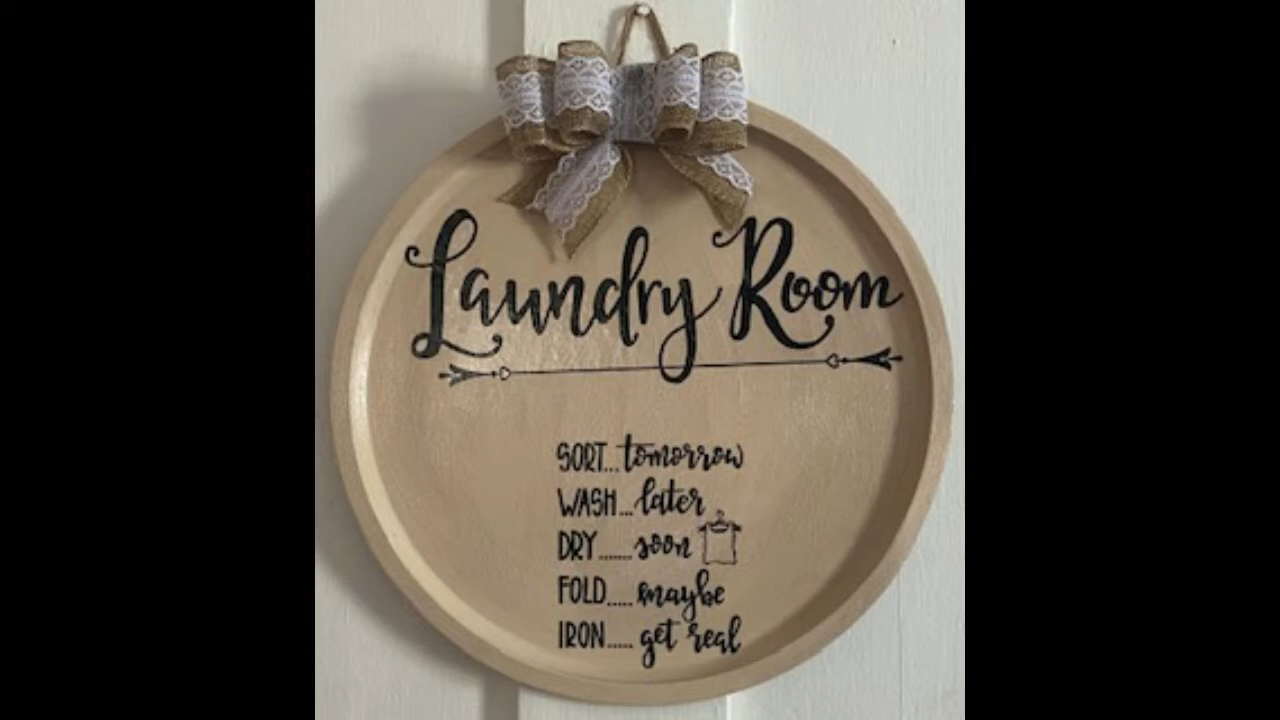 Laundry Room
SORT...tomorrow
WASH...later
DRY.......soon
FOLD.....maybe
IRON.....get real